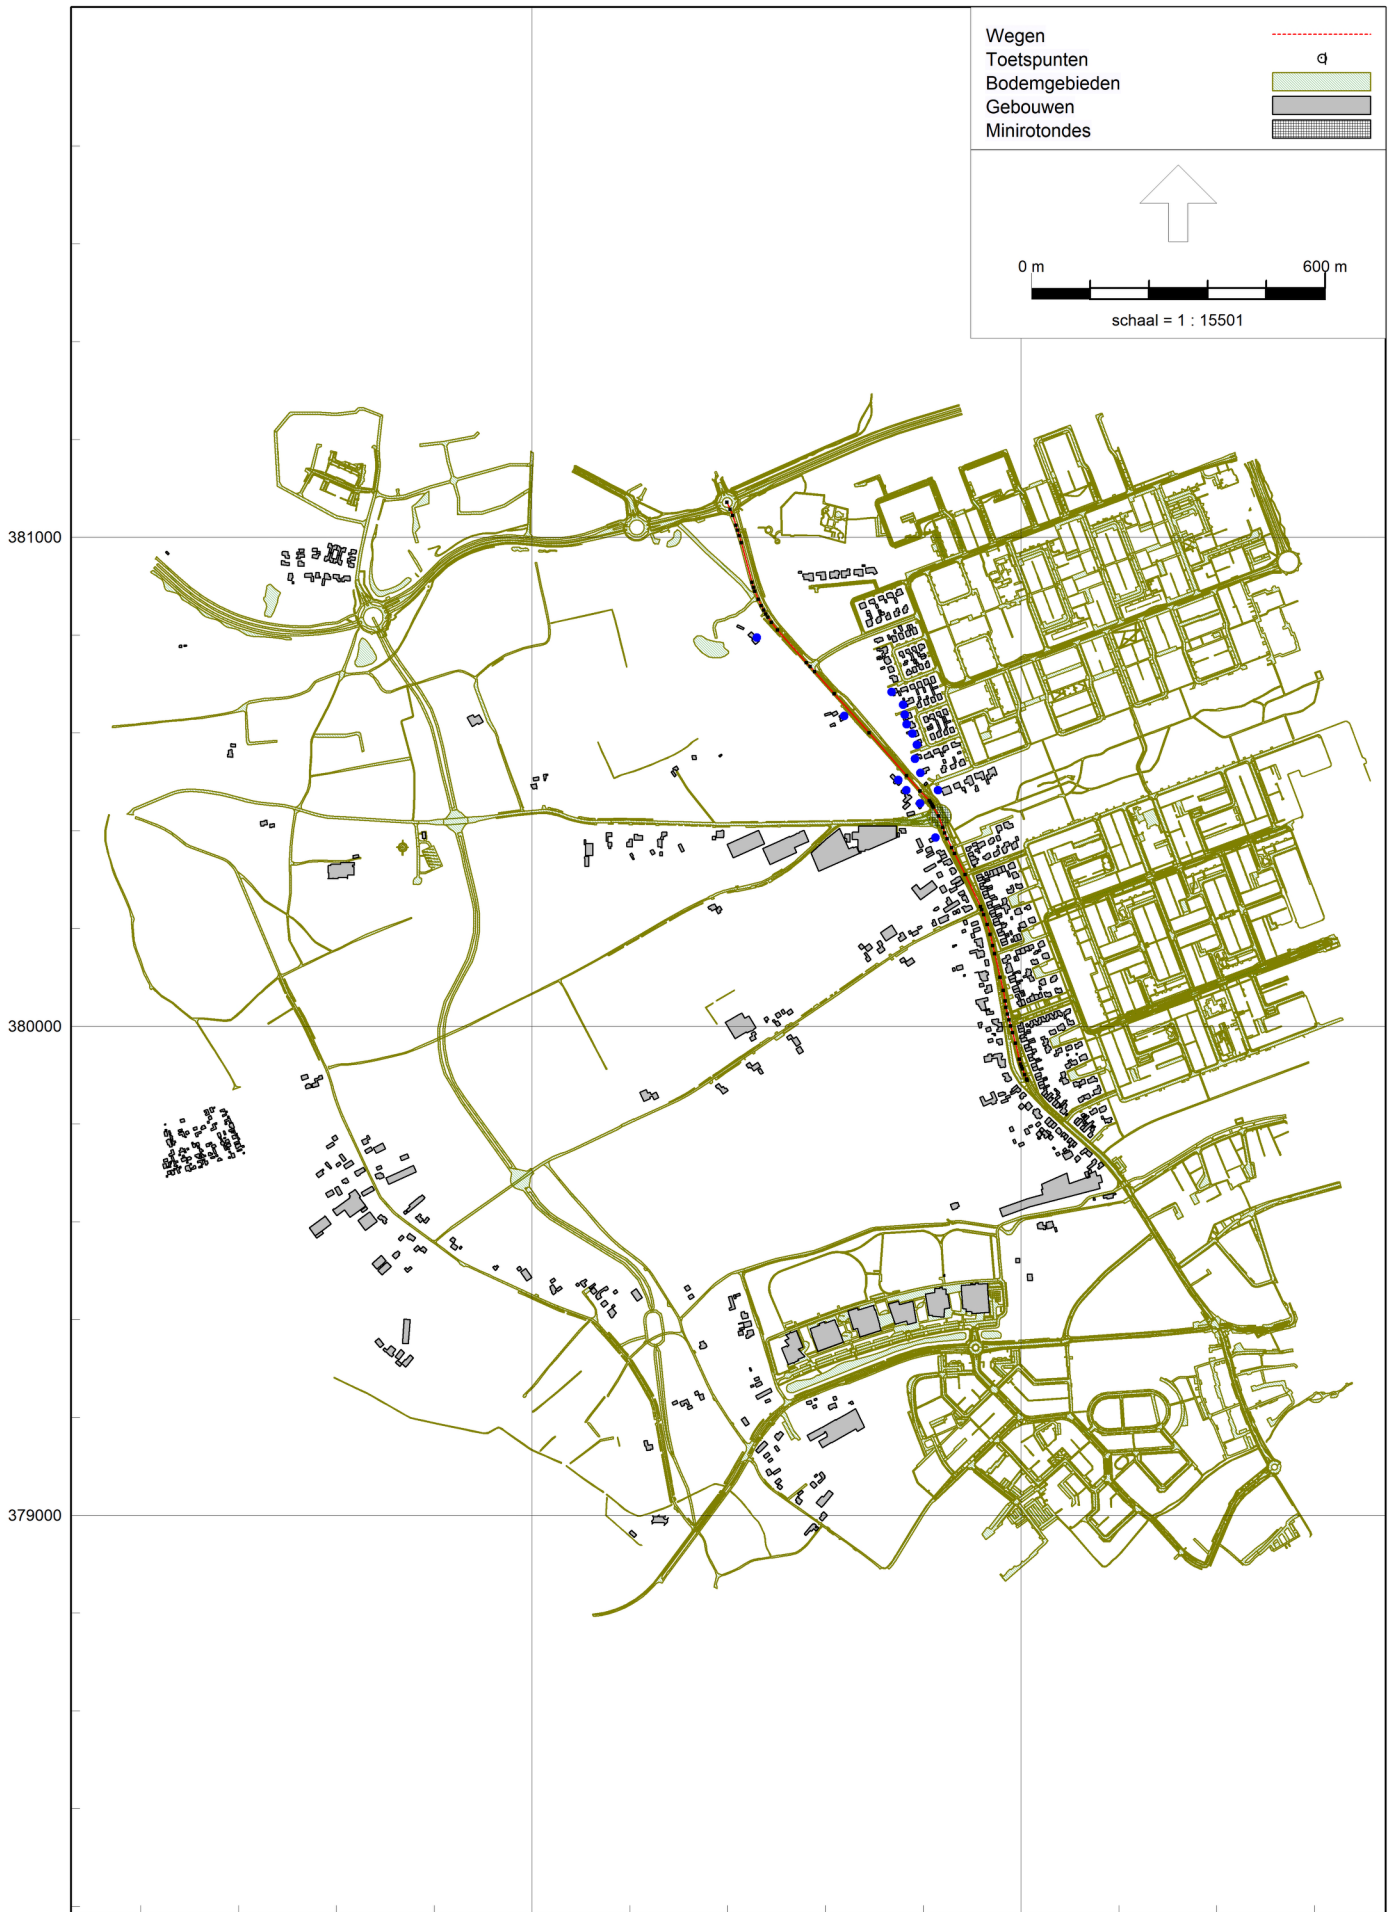 Wegen
Toetspunten
Bodemgebieden
Gebouwen
Minirotondes
0 m 600 m
schaal = 1 : 15501
381000
380000
379000